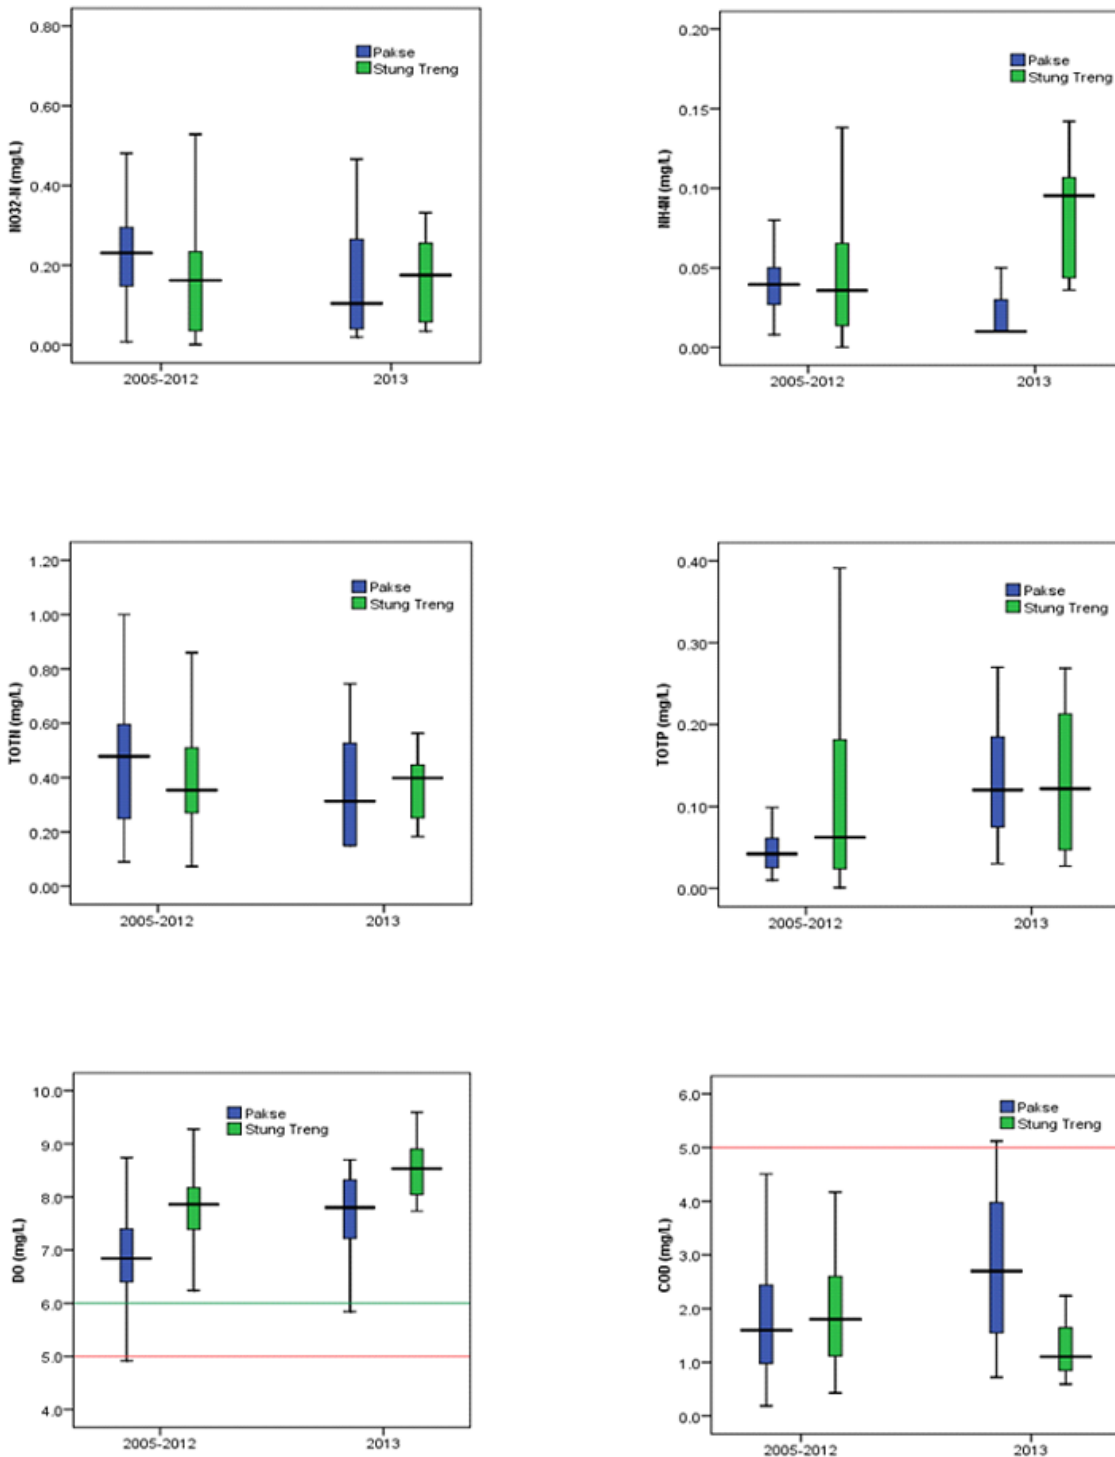 NO32-N (mg/L)
0.80
0.60
0.40
0.20
0.00
Pakse
Stung Treng
2005-2012
2013
NH4N (mg/L)
0.20
0.15
0.10
0.05
0.00
Pakse
Stung Treng
2005-2012
2013
TOTN (mg/L)
1.20
1.00
0.80
0.60
0.40
0.20
0.00
Pakse
Stung Treng
2005-2012
2013
TOTP (mg/L)
0.40
0.30
0.20
0.10
0.00
Pakse
Stung Treng
2005-2012
2013
DO (mg/L)
10.0
9.0
8.0
7.0
6.0
5.0
4.0
Pakse
Stung Treng
2005-2012
2013
COD (mg/L)
6.0
5.0
4.0
3.0
2.0
1.0
0.0
Pakse
Stung Treng
2005-2012
2013